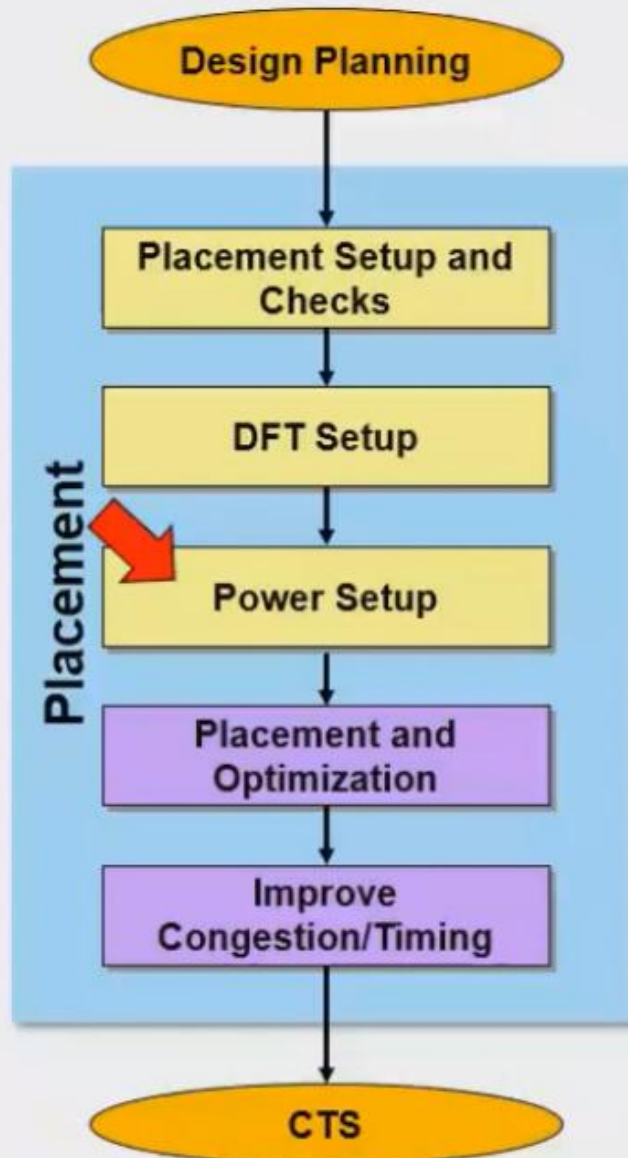 Design Planning
Placement Setup and
Checks
DFT Setup
Placement
Power Setup
Placement and
Optimization
Improve
Congestion/Timing
CTS